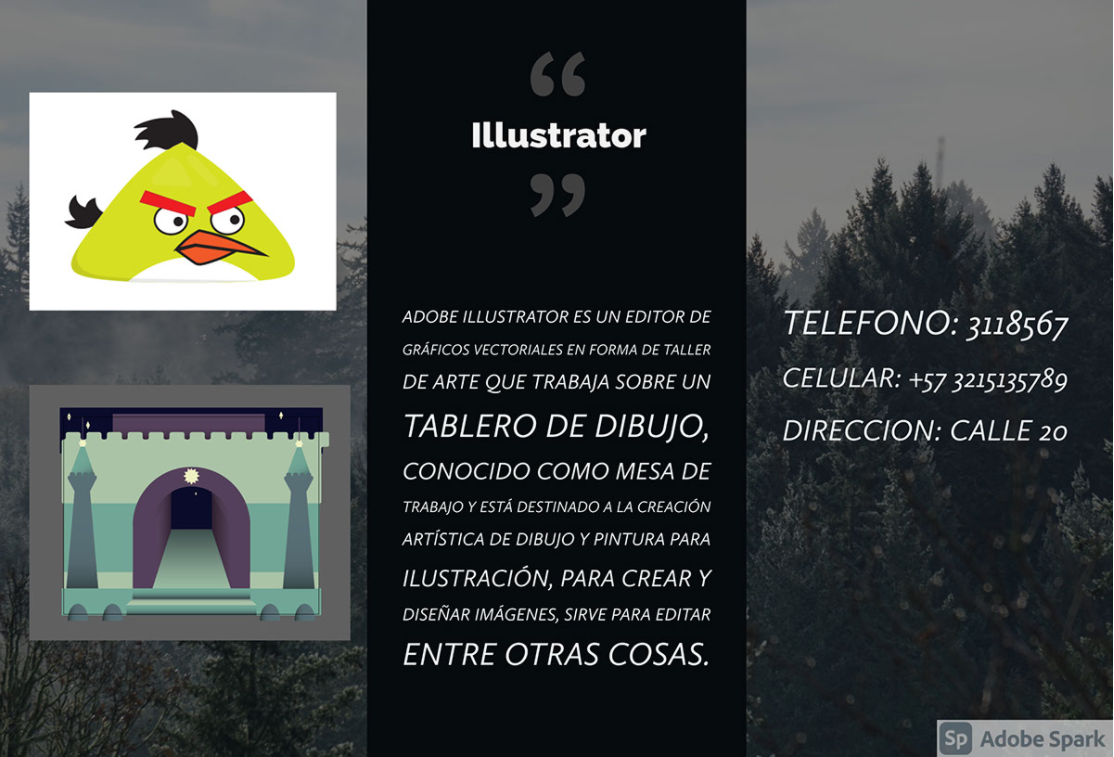 “
Illustrator
”
ADOBE ILLUSTRATOR ES UN EDITOR DE
GRÁFICOS VECTORIALES EN FORMA DE TALLER
DE ARTE QUE TRABAJA SOBRE UN
TABLERO DE DIBUJO,
CONOCIDO COMO MESA DE
TRABAJO Y ESTÁ DESTINADO A LA CREACIÓN
ARTÍSTICA DE DIBUJO Y PINTURA PARA
ILUSTRACIÓN, PARA CREAR Y
DISEÑAR IMÁGENES, SIRVE PARA EDITAR
ENTRE OTRAS COSAS.
TELEFONO: 3118567
CELULAR: +57 3215135789
DIRECCION: CALLE 20
Sp Adobe Spark